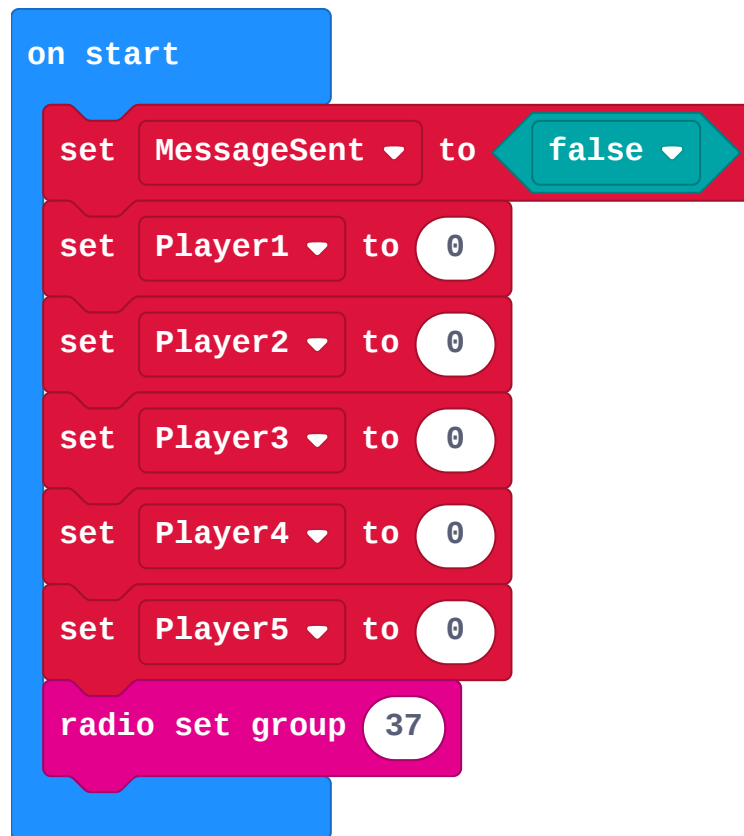 on start
set MessageSent to false
set Player1 to 0
set Player2 to 0
set Player3 to 0
set Player4 to 0
set Player5 to 0
radio set group 37